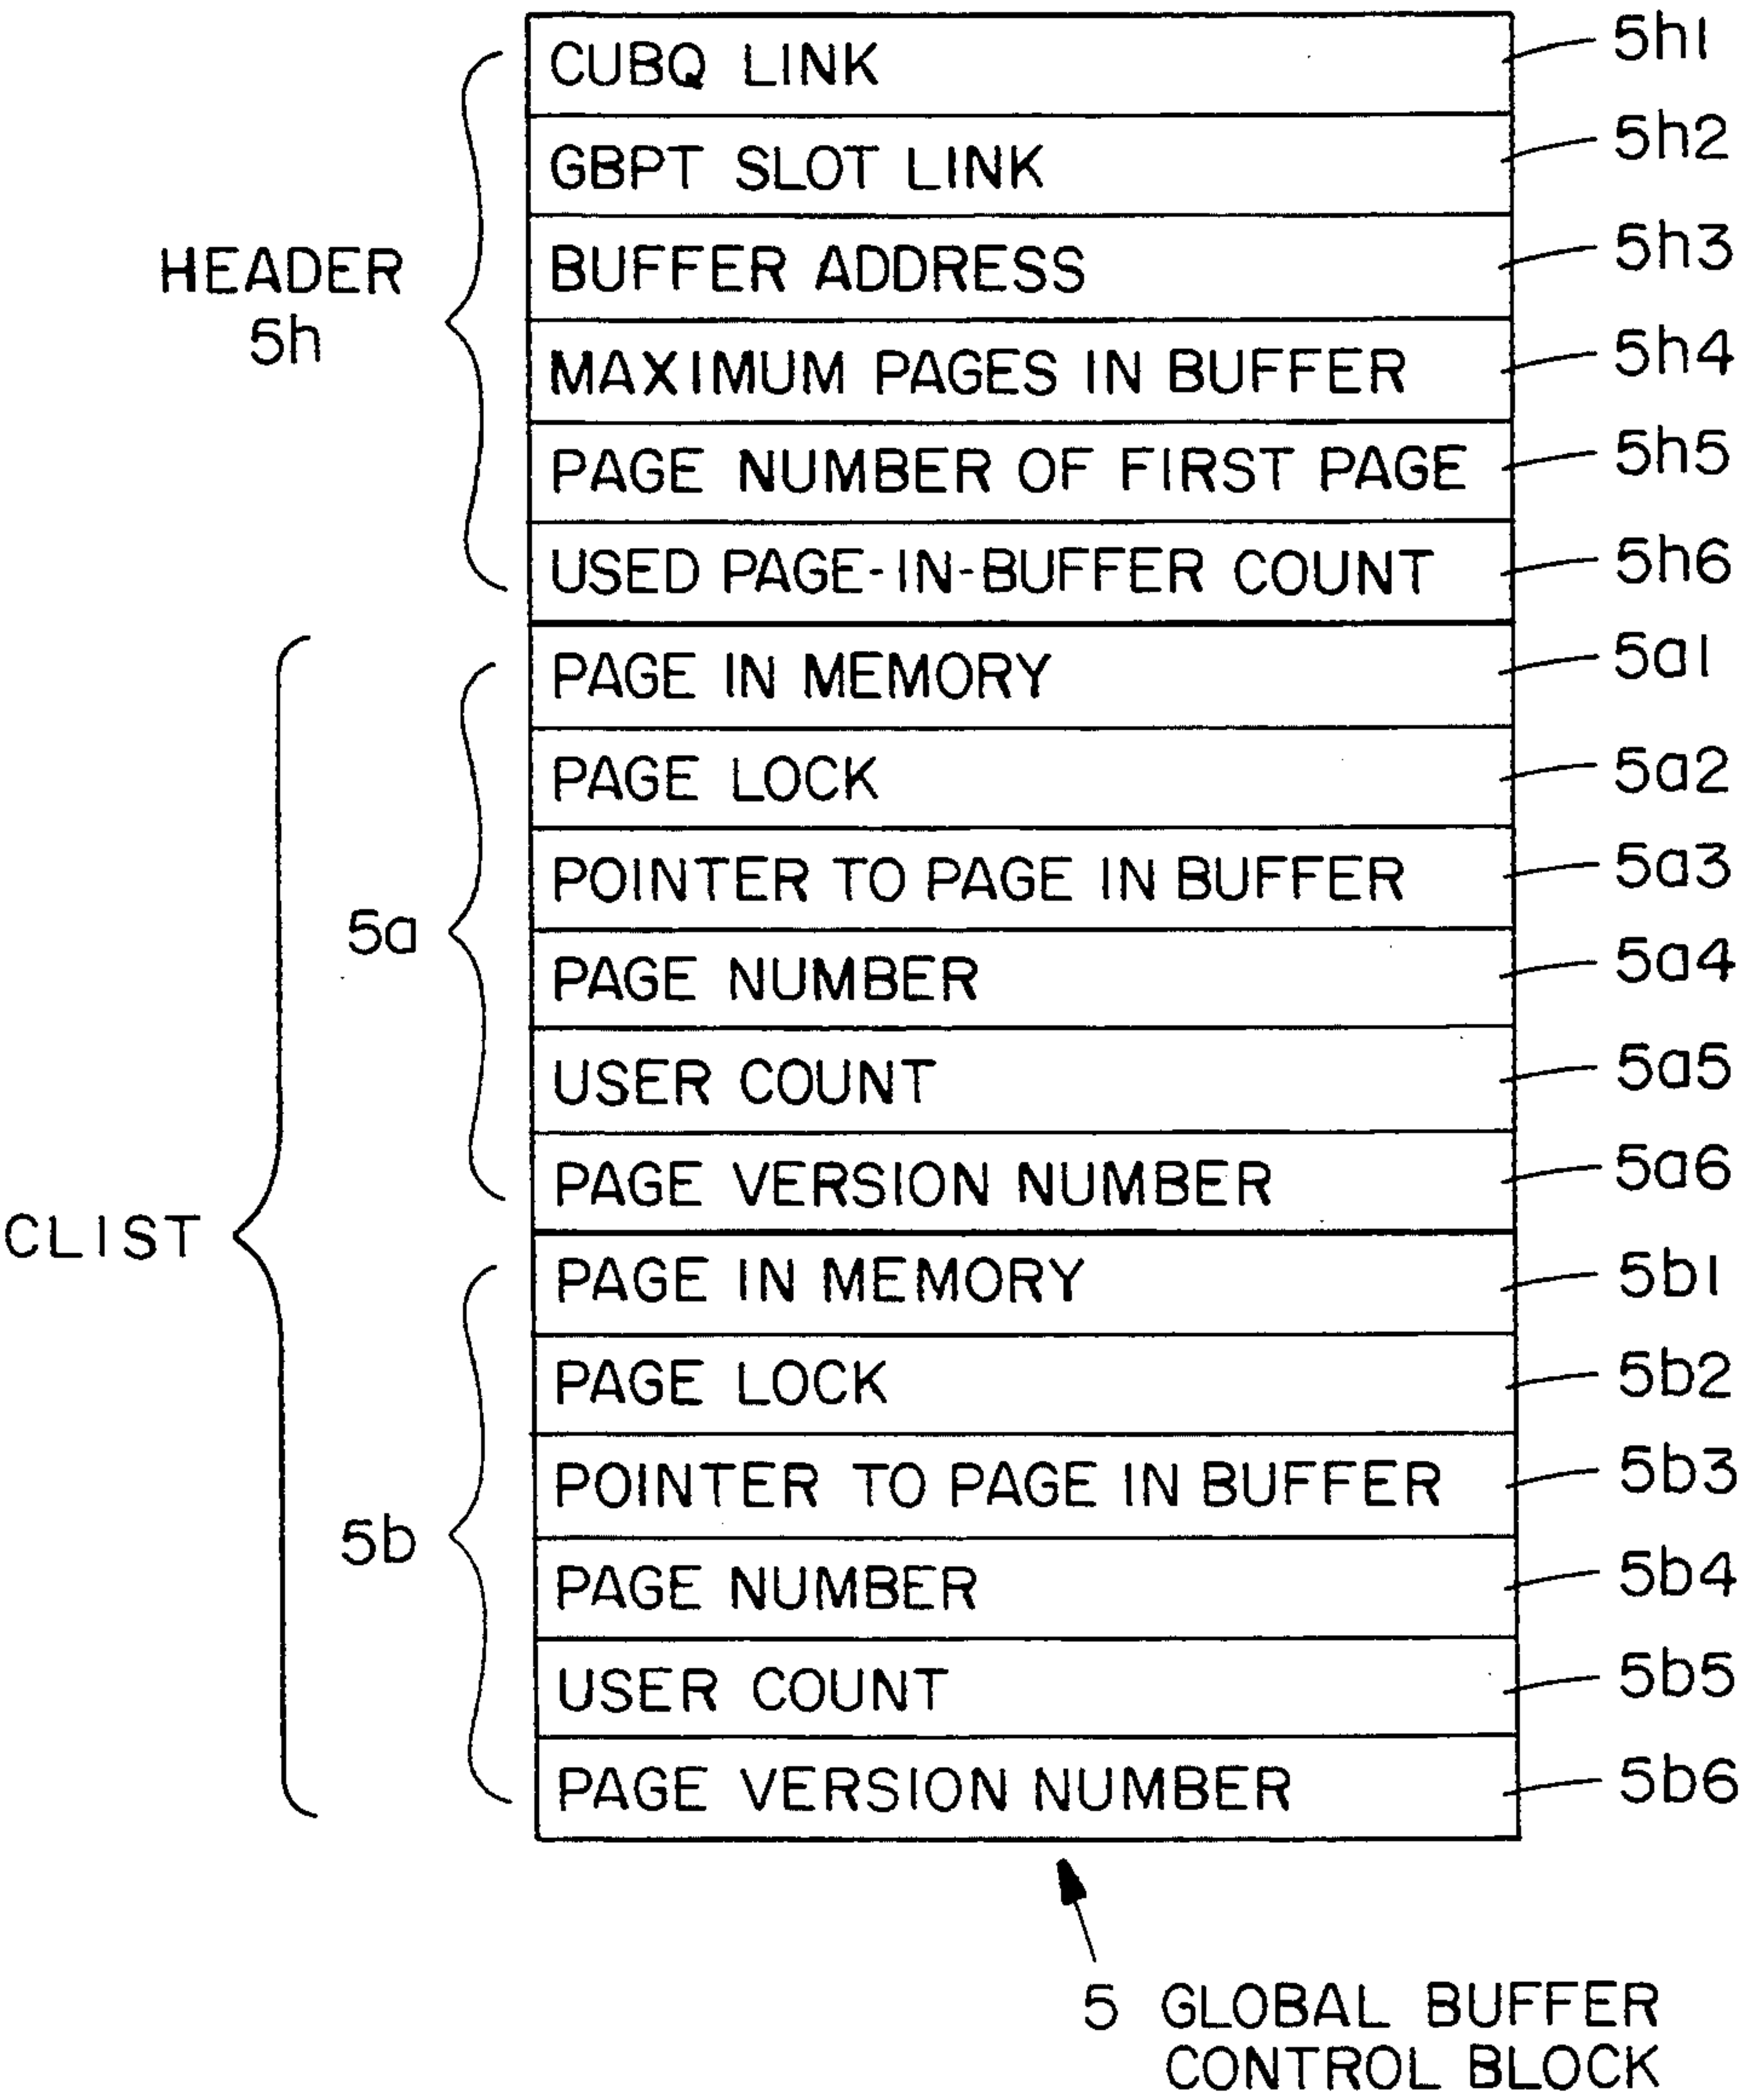 CUBQ LINK 5h1
GBPT SLOT LINK 5h2
HEADER
5h
BUFFER ADDRESS 5h3
MAXIMUM PAGES IN BUFFER 5h4
PAGE NUMBER OF FIRST PAGE 5h5
USED PAGE-IN-BUFFER COUNT 5h6
CLIST
5a
PAGE IN MEMORY 5a1
PAGE LOCK 5a2
POINTER TO PAGE IN BUFFER 5a3
PAGE NUMBER 5a4
USER COUNT 5a5
PAGE VERSION NUMBER 5a6
5b
PAGE IN MEMORY 5b1
PAGE LOCK 5b2
POINTER TO PAGE IN BUFFER 5b3
PAGE NUMBER 5b4
USER COUNT 5b5
PAGE VERSION NUMBER 5b6
5 GLOBAL BUFFER
CONTROL BLOCK